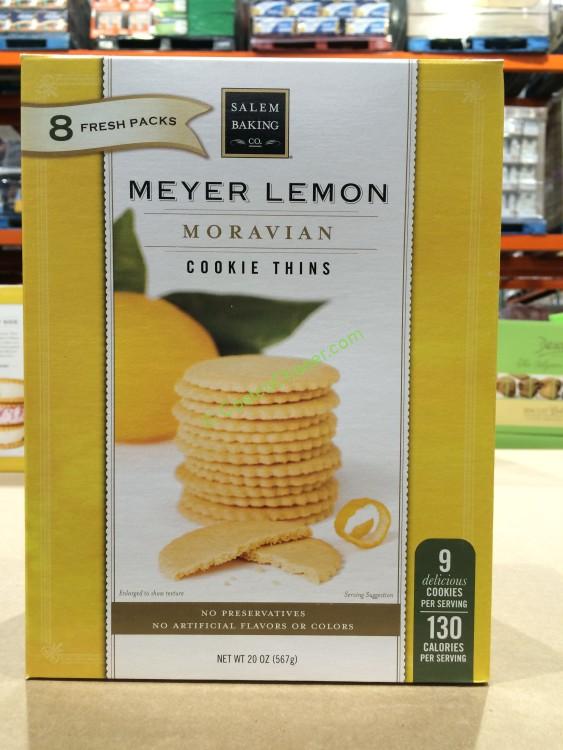 8 FRESH PACKS
SALEM
BAKING
CO.
MEYER LEMON
MORAVIAN
COOKIE THINS
Enlarged to show texture
Serving Suggestion
NO PRESERVATIVES
NO ARTIFICIAL FLAVORS OR COLORS
NET WT 20 OZ (567g)
9
delicious
COOKIES
PER SERVING
130
CALORIES
PER SERVING